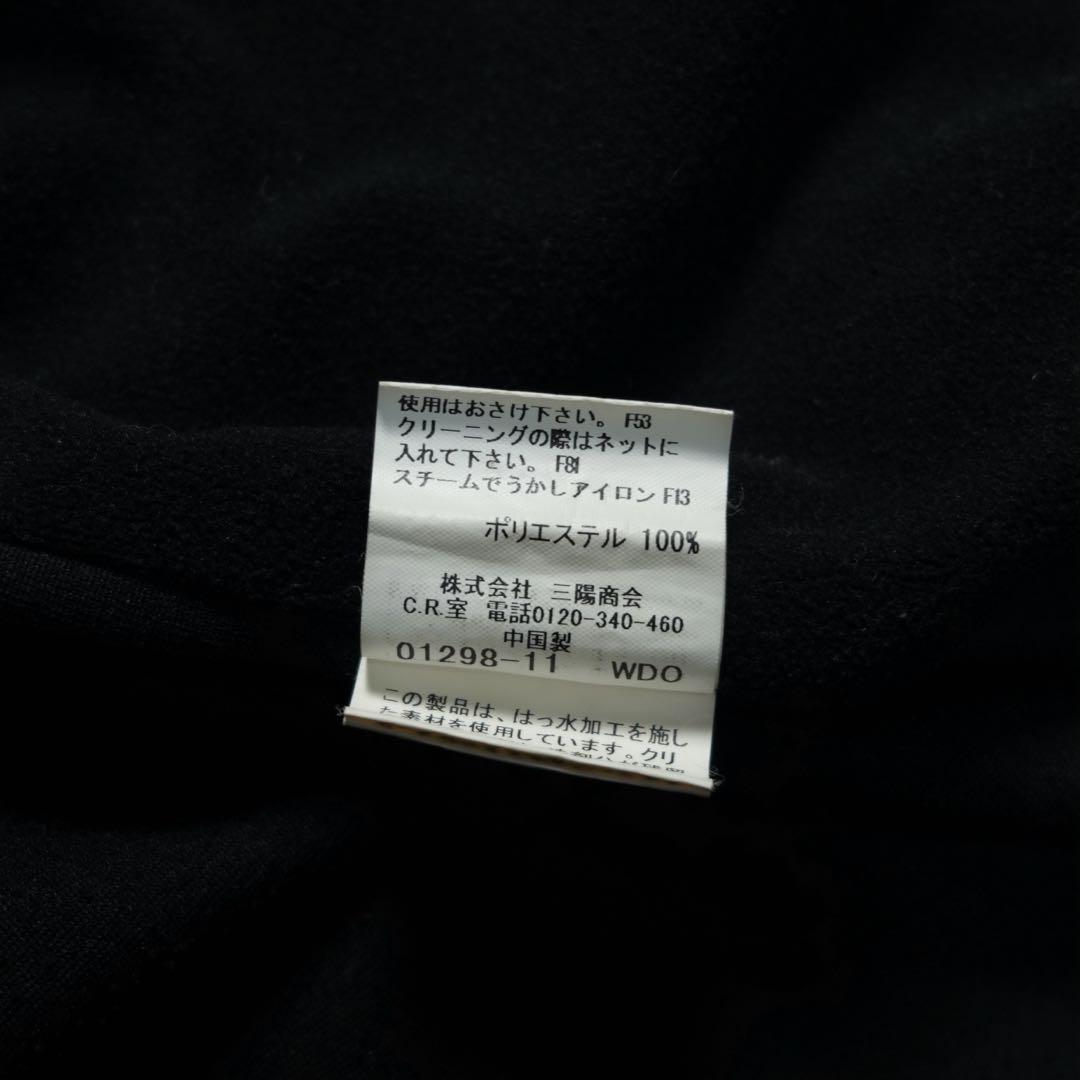 使用はおさけ下さい。 F53
クリーニングの際はネットに
入れて下さい。 F81
スチームでうかしアイロン F13
ポリエステル 100%
株式会社 三陽商会
C.R.室 電話0120-340-460
中国製
01298-11 WDO
この製品は、はっ水加工を施し
た素材を使用しています。クリ